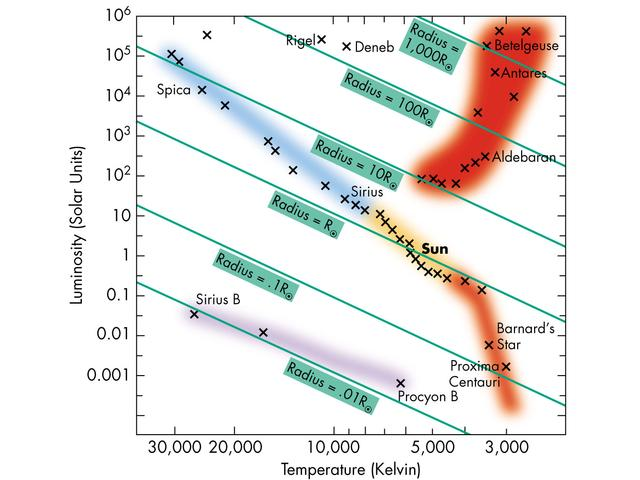 10⁶
10⁵
10⁴
10³
10²
10
1
0.1
0.01
0.001
Luminosity (Solar Units)
Rigel
Deneb
Radius =
1,000R☉
Betelgeuse
Antares
Spica
Radius = 100R☉
Radius = 10R☉
Aldebaran
Sirius
Radius = R☉
Sun
Radius = .1R☉
Sirius B
Barnard's
Star
Proxima
Centauri
Radius = .01R☉
Procyon B
30,000 20,000 10,000 5,000 3,000
Temperature (Kelvin)